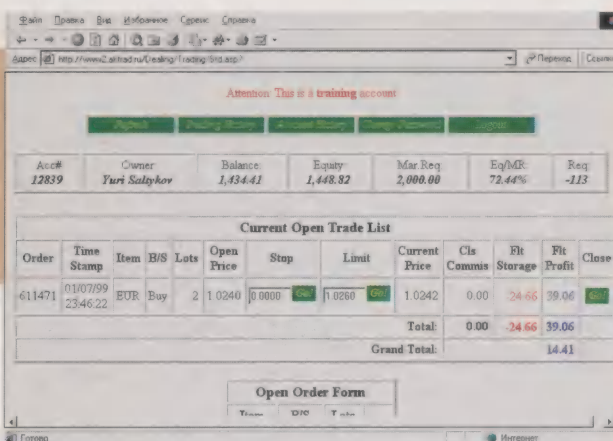 Файл Правка Вид Избранное Сервис Справка
Адрес http://www2.akmad.ru/Dealing/Trading/bid.asp?
Переход Ссылки
Attention: This is a training account
Refresh Trading History Account History Change Password Logout
Acc# Owner Balance Equity Mar.Req Eq/MR: Req
12839 Yuri Saltykov 1,434.41 1,448.82 2,000.00 72.44% -113
Current Open Trade List
Order Time Stamp Item B/S Lots Open Price Stop Limit Current Price Cls Commis Flt Storage Flt Profit Close
611471 01/07/99 23:46:22 EUR Buy 2 1.0240 0.0000 Go! 1.0260 Go! 1.0242 0.00 -24.66 39.06 Go!
Total: 0.00 -24.66 39.06
Grand Total: 14.41
Open Order Form
Item B/S Lots
Готово
Интернет